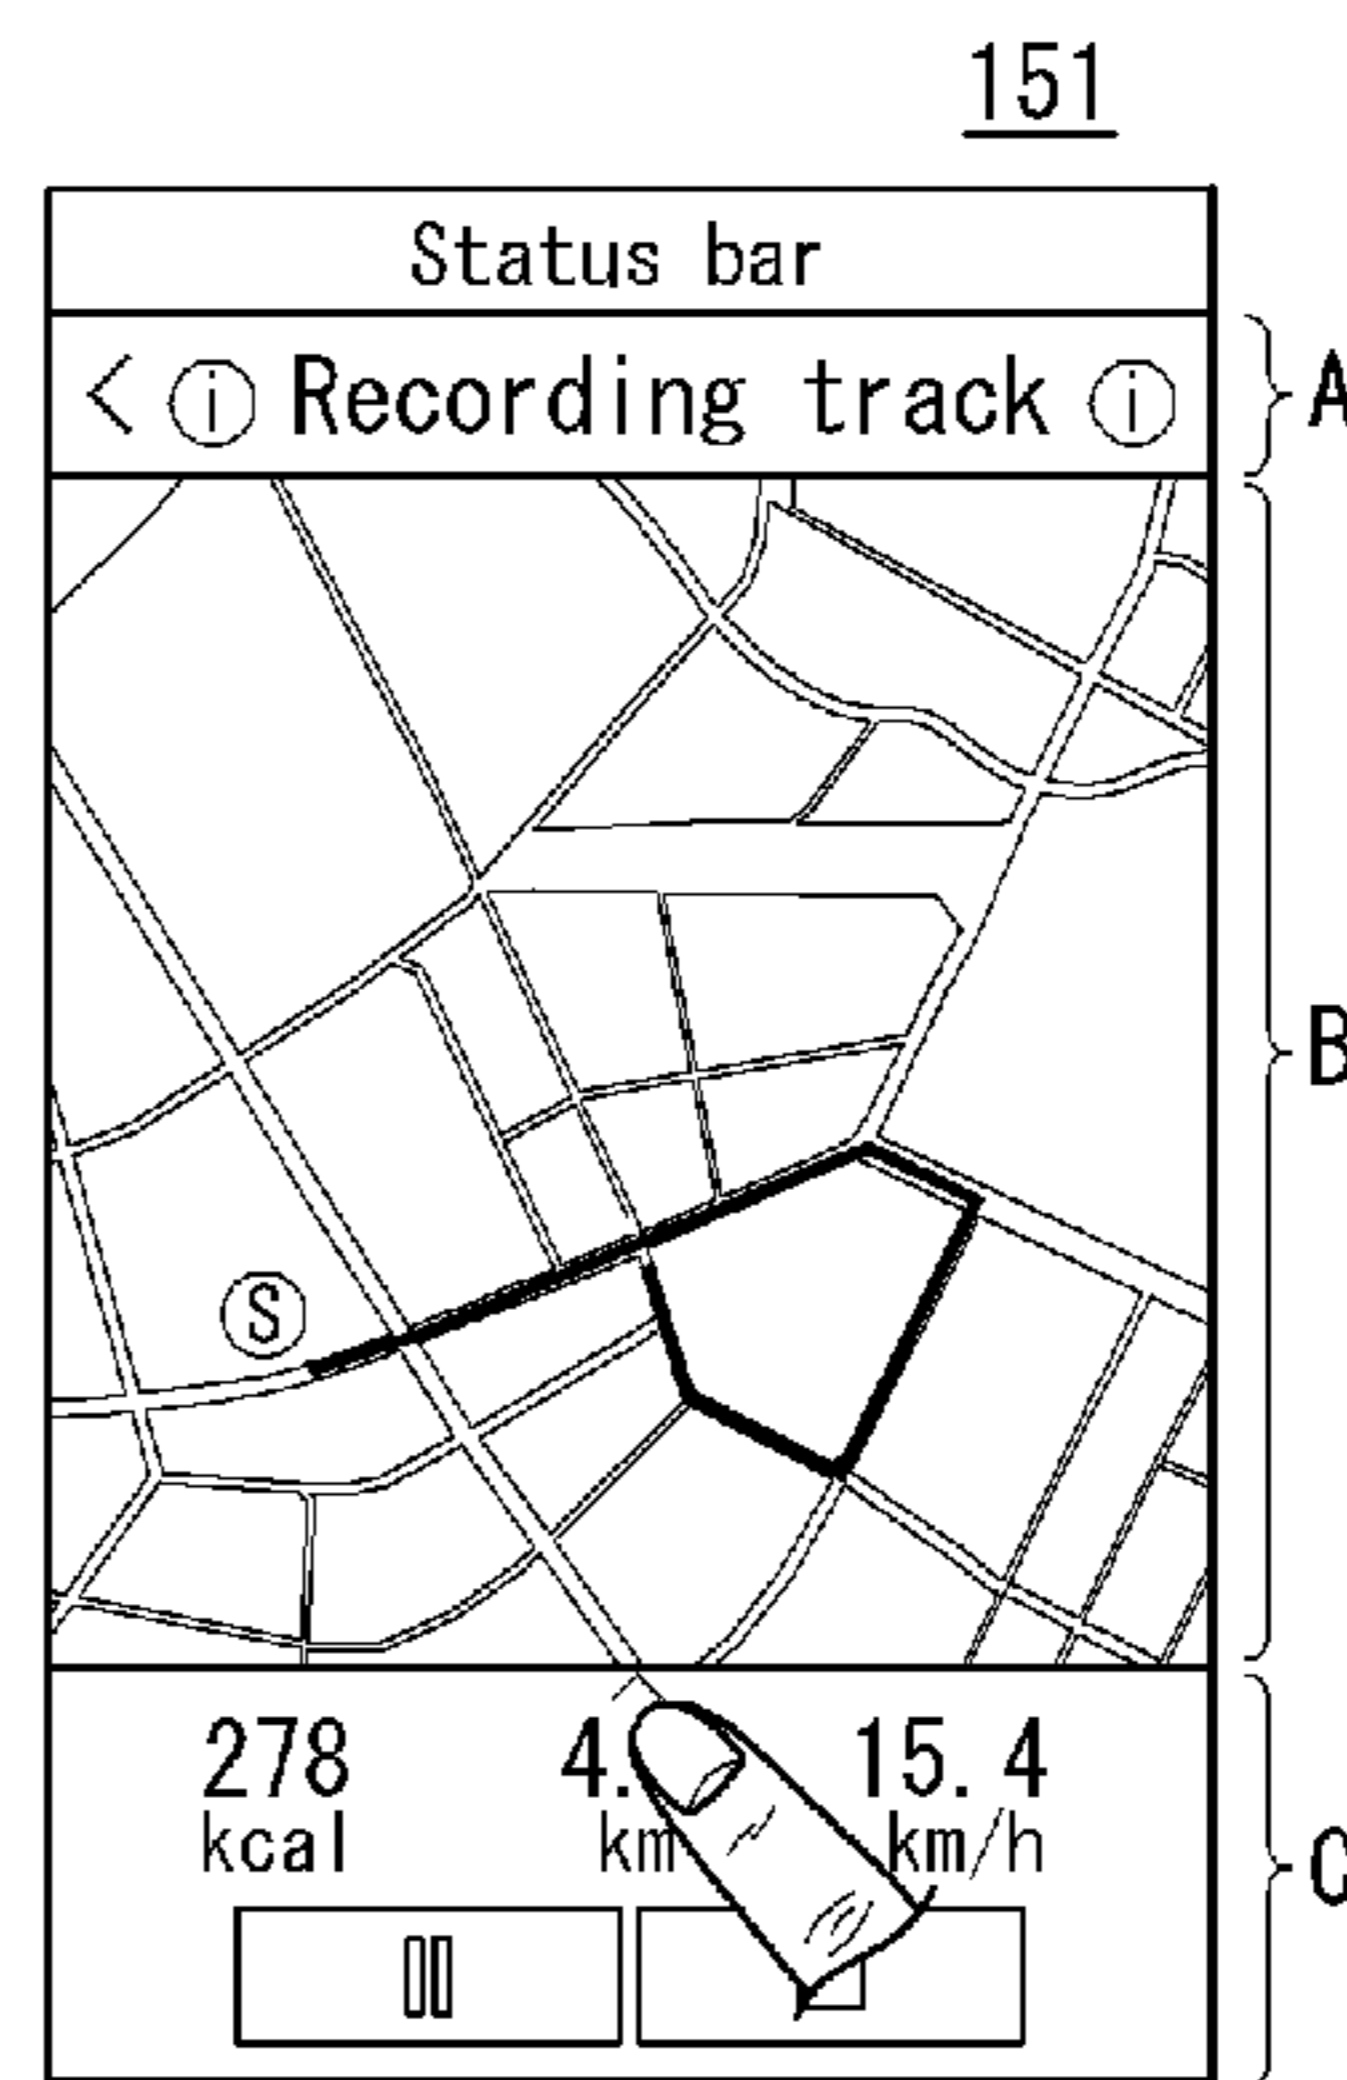 151
Status bar
< i Recording track i
A
B
S
278 4. 15.4
kcal km km/h
C